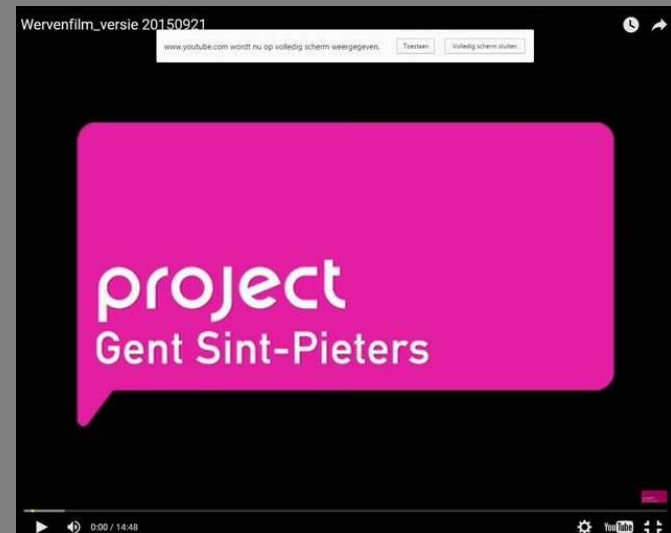 Wervenfilm_versie 20150921
www.youtube.com wordt nu op volledig scherm weergegeven. Toestaan Volledig scherm sluiten
project
Gent Sint-Pieters
0:00 / 14:48 YouTube